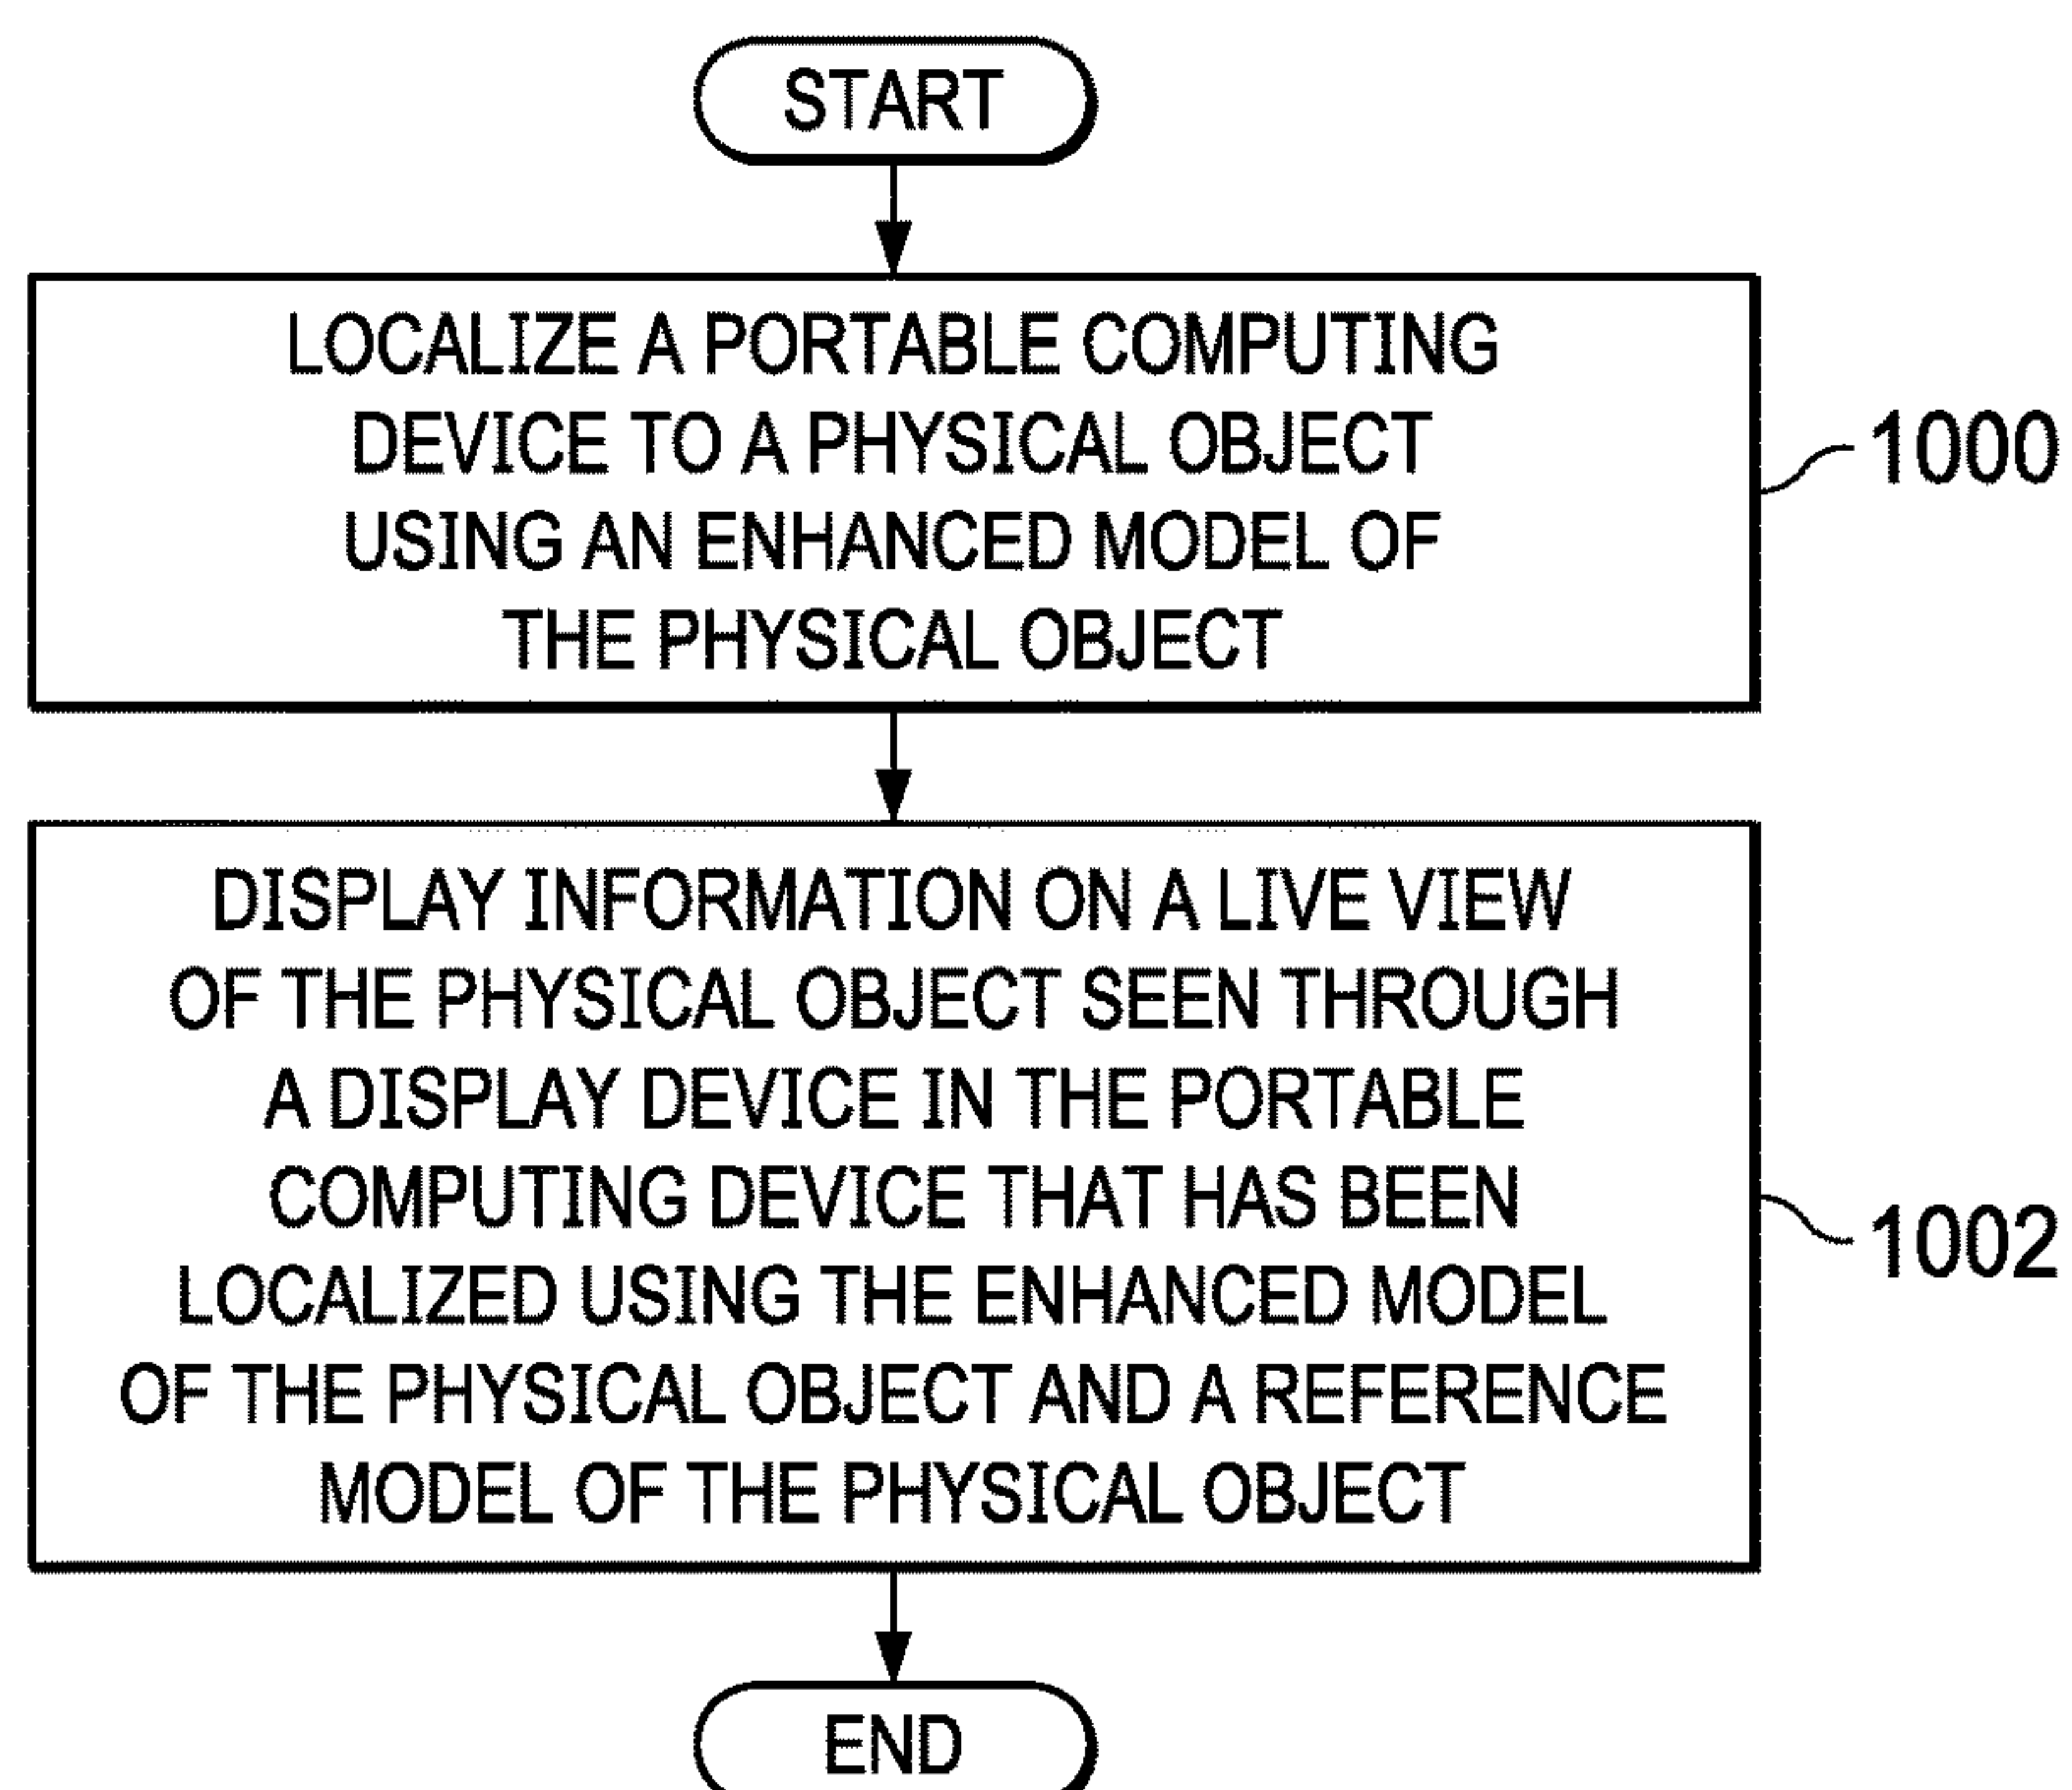 START
LOCALIZE A PORTABLE COMPUTING
DEVICE TO A PHYSICAL OBJECT
USING AN ENHANCED MODEL OF
THE PHYSICAL OBJECT
1000
DISPLAY INFORMATION ON A LIVE VIEW
OF THE PHYSICAL OBJECT SEEN THROUGH
A DISPLAY DEVICE IN THE PORTABLE
COMPUTING DEVICE THAT HAS BEEN
LOCALIZED USING THE ENHANCED MODEL
OF THE PHYSICAL OBJECT AND A REFERENCE
MODEL OF THE PHYSICAL OBJECT
1002
END